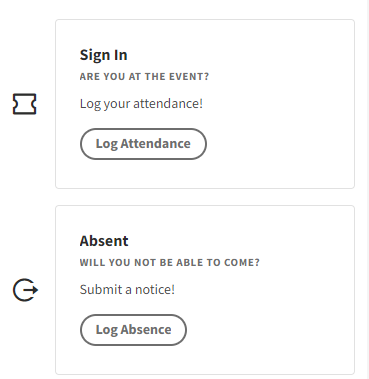 Sign In
ARE YOU AT THE EVENT?
Log your attendance!
Log Attendance
Absent
WILL YOU NOT BE ABLE TO COME?
Submit a notice!
Log Absence